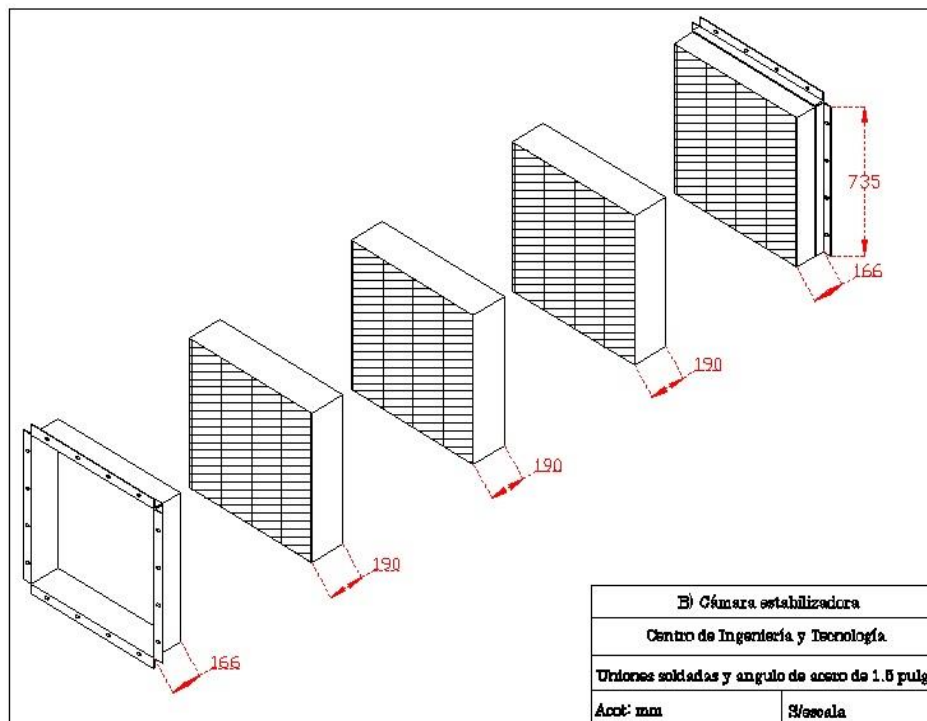 735
166
190
190
190
166
B) Cámara estabilizadora
Centro de Ingeniería y Tecnología
Uniones soldadas y angulo de acero de 1.5 pulg
Acot: mm
S/escala